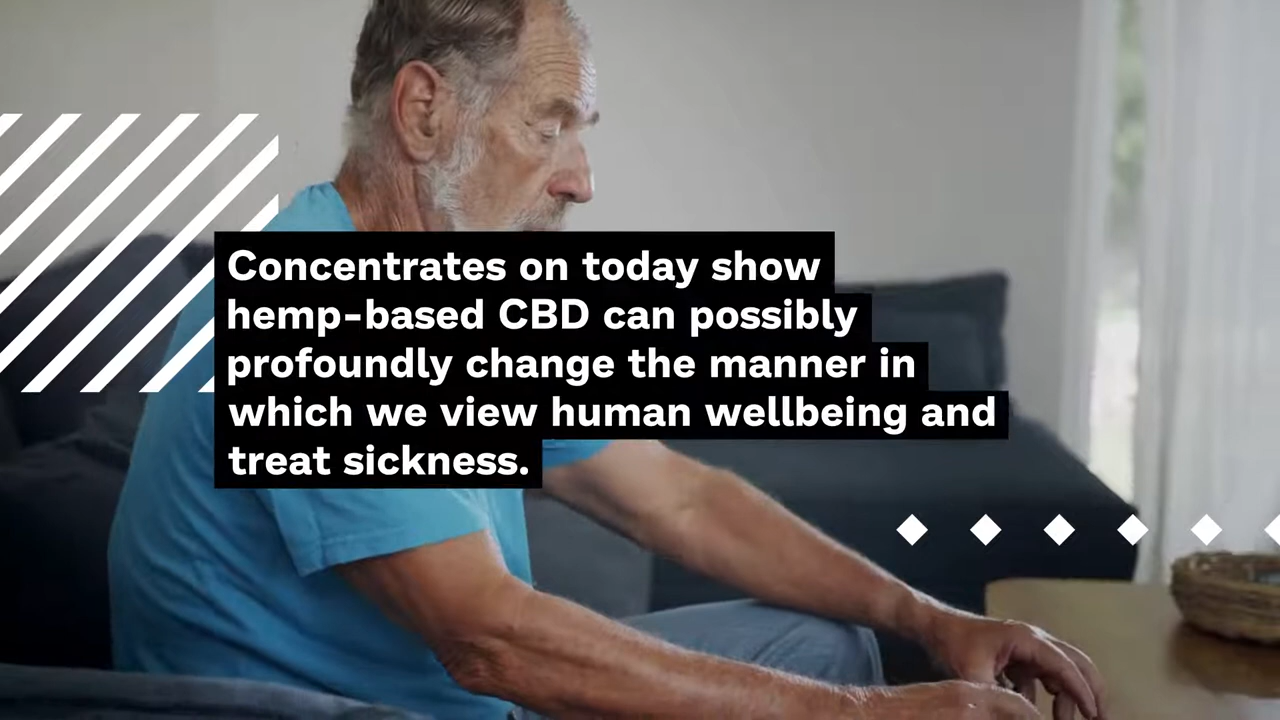 Concentrates on today show
hemp-based CBD can possibly
profoundly change the manner in
which we view human wellbeing and
treat sickness.